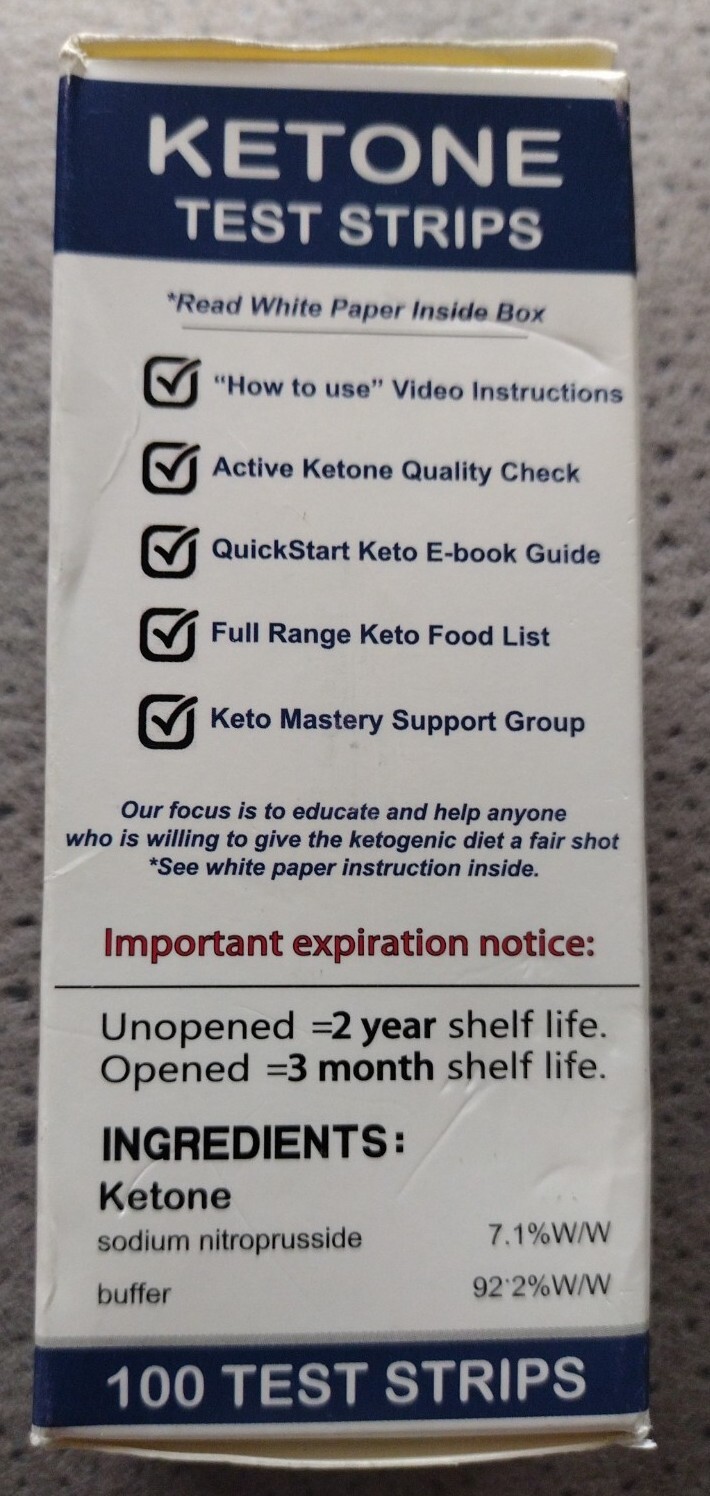 KETONE
TEST STRIPS
*Read White Paper Inside Box
"How to use" Video Instructions
Active Ketone Quality Check
QuickStart Keto E-book Guide
Full Range Keto Food List
Keto Mastery Support Group
Our focus is to educate and help anyone
who is willing to give the ketogenic diet a fair shot
*See white paper instruction inside.
Important expiration notice:
Unopened =2 year shelf life.
Opened =3 month shelf life.
INGREDIENTS:
Ketone
sodium nitroprusside 7.1%W/W
buffer 92·2%W/W
100 TEST STRIPS